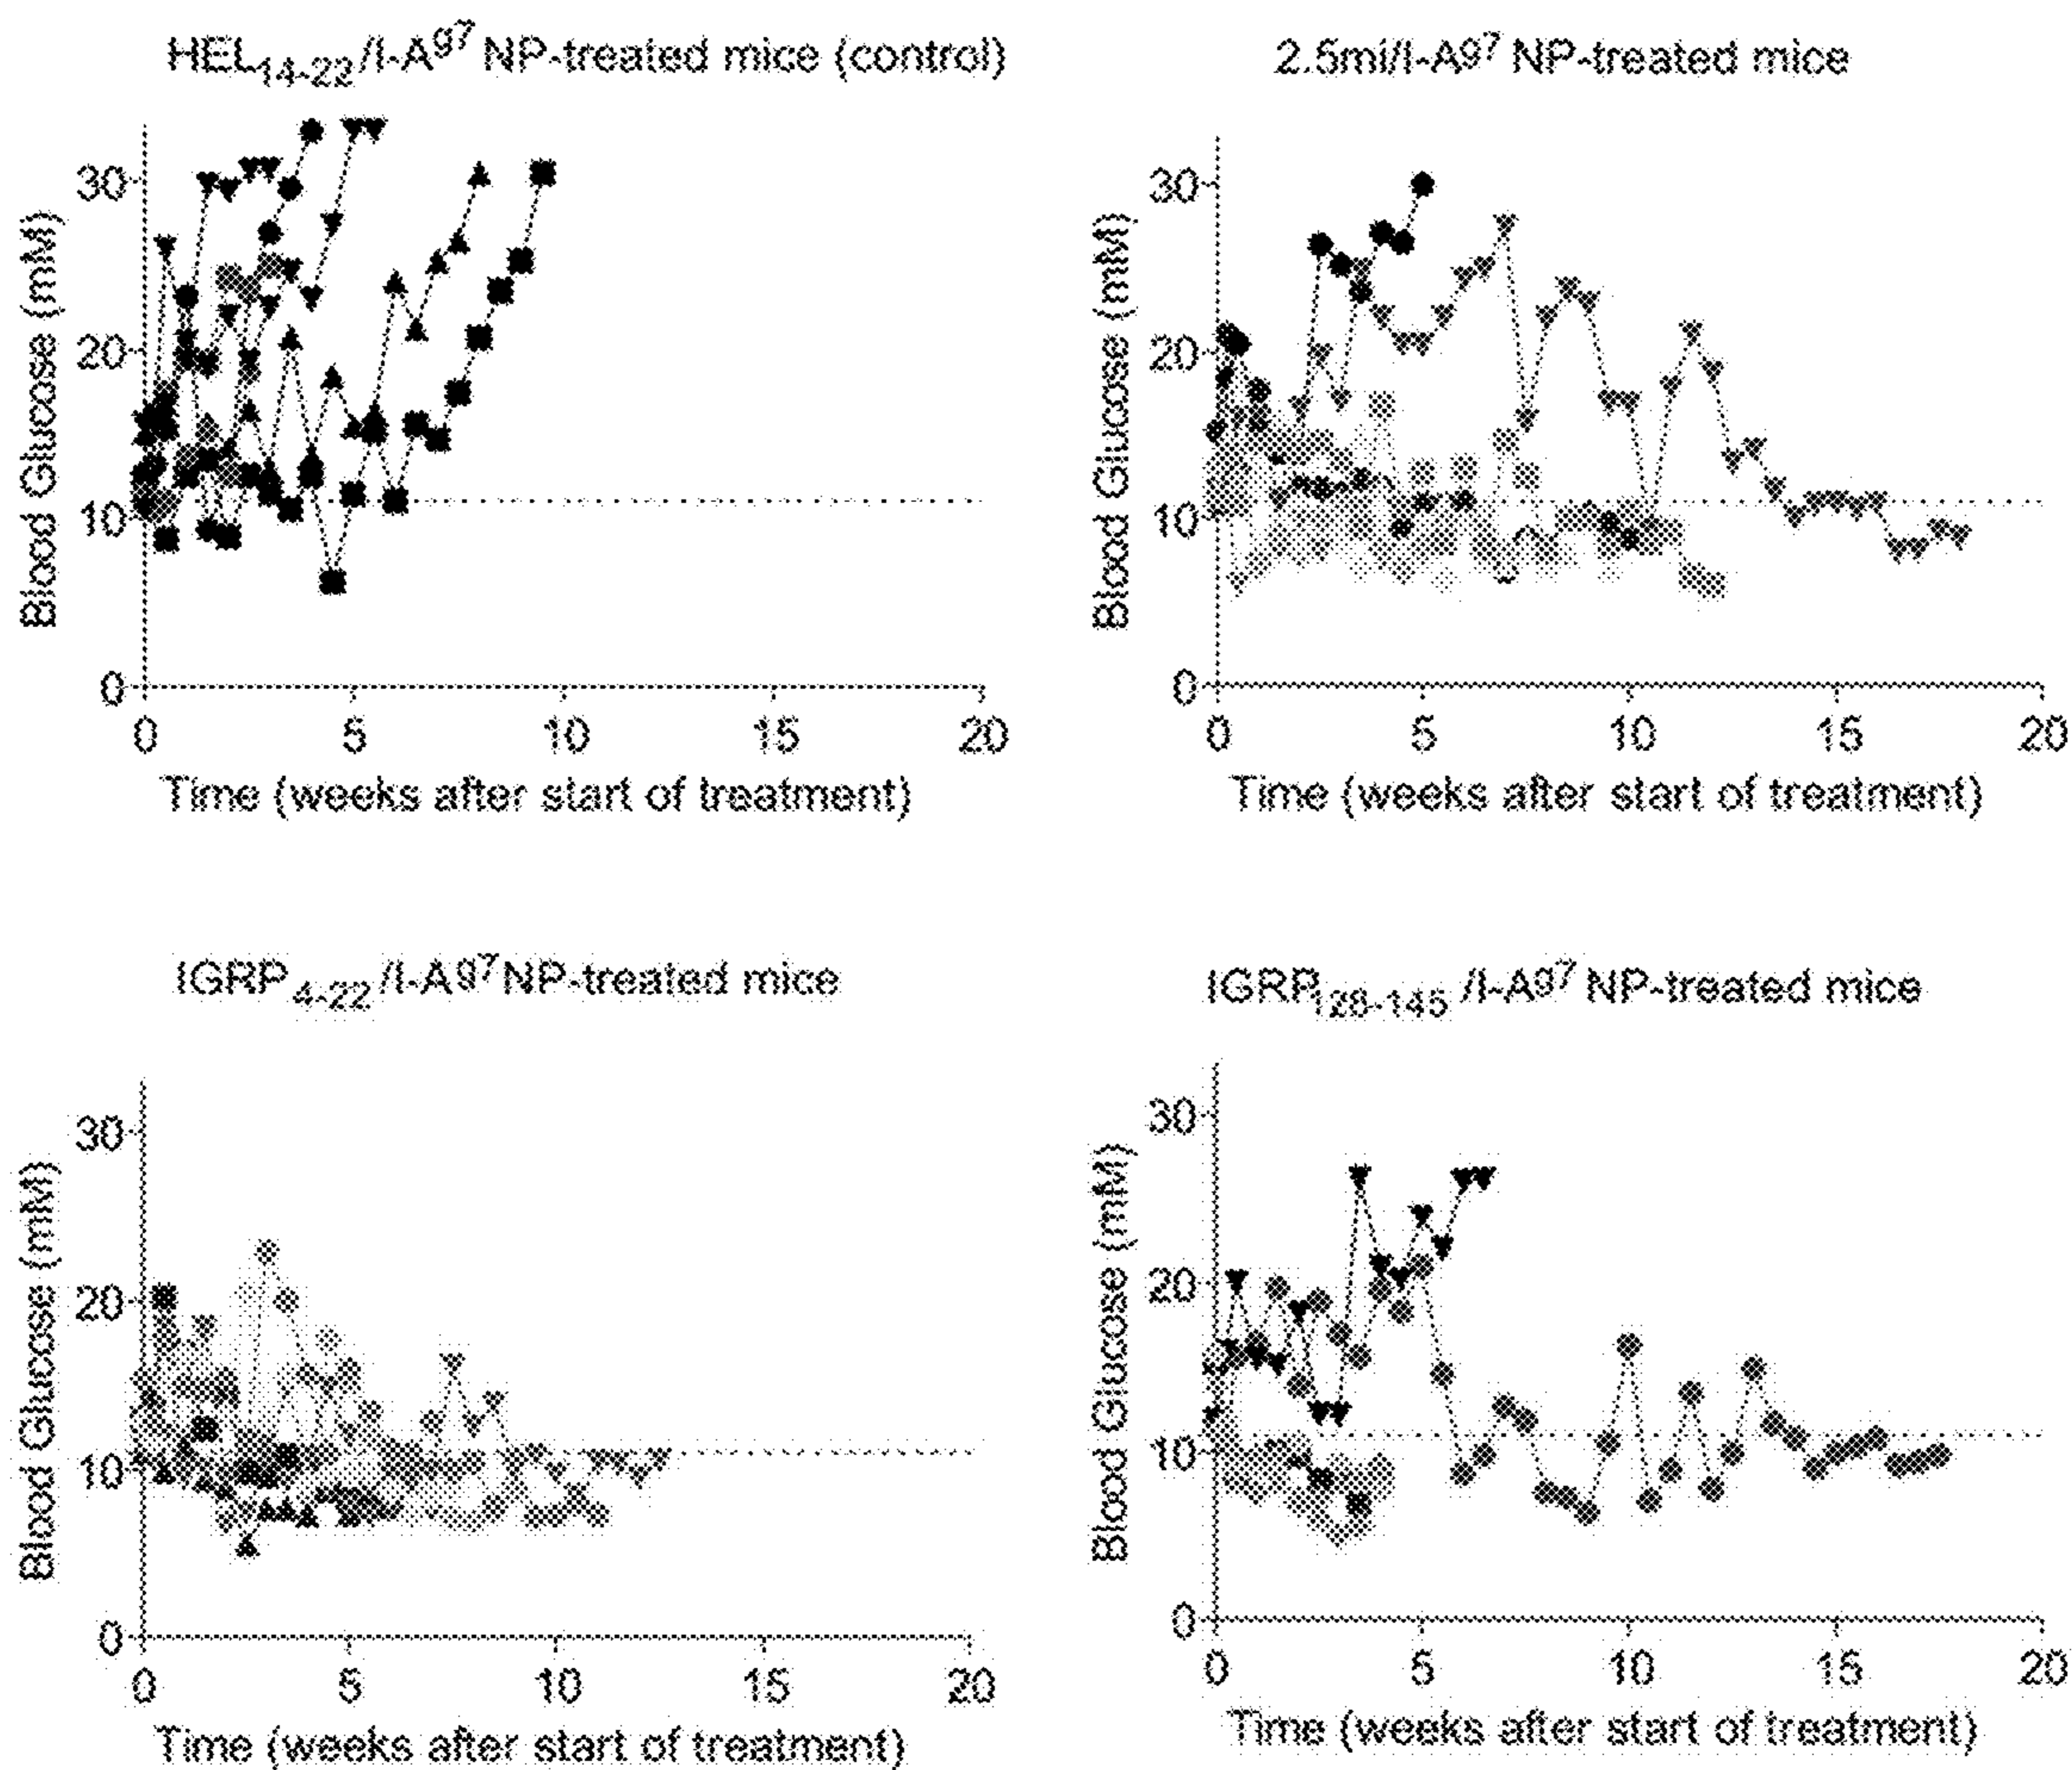 HEL14-22/I-Ag7 NP-treated mice (control)
Blood Glucose (mM)
30
20
10
0
0 5 10 15 20
Time (weeks after start of treatment)
2.5mi/I-Ag7 NP-treated mice
Blood Glucose (mM)
30
20
10
0
0 5 10 15 20
Time (weeks after start of treatment)
IGRP4-22/I-Ag7 NP-treated mice
Blood Glucose (mM)
30
20
10
0
0 5 10 15 20
Time (weeks after start of treatment)
IGRP128-145 /I-Ag7 NP-treated mice
Blood Glucose (mM)
30
20
10
0
0 5 10 15 20
Time (weeks after start of treatment)